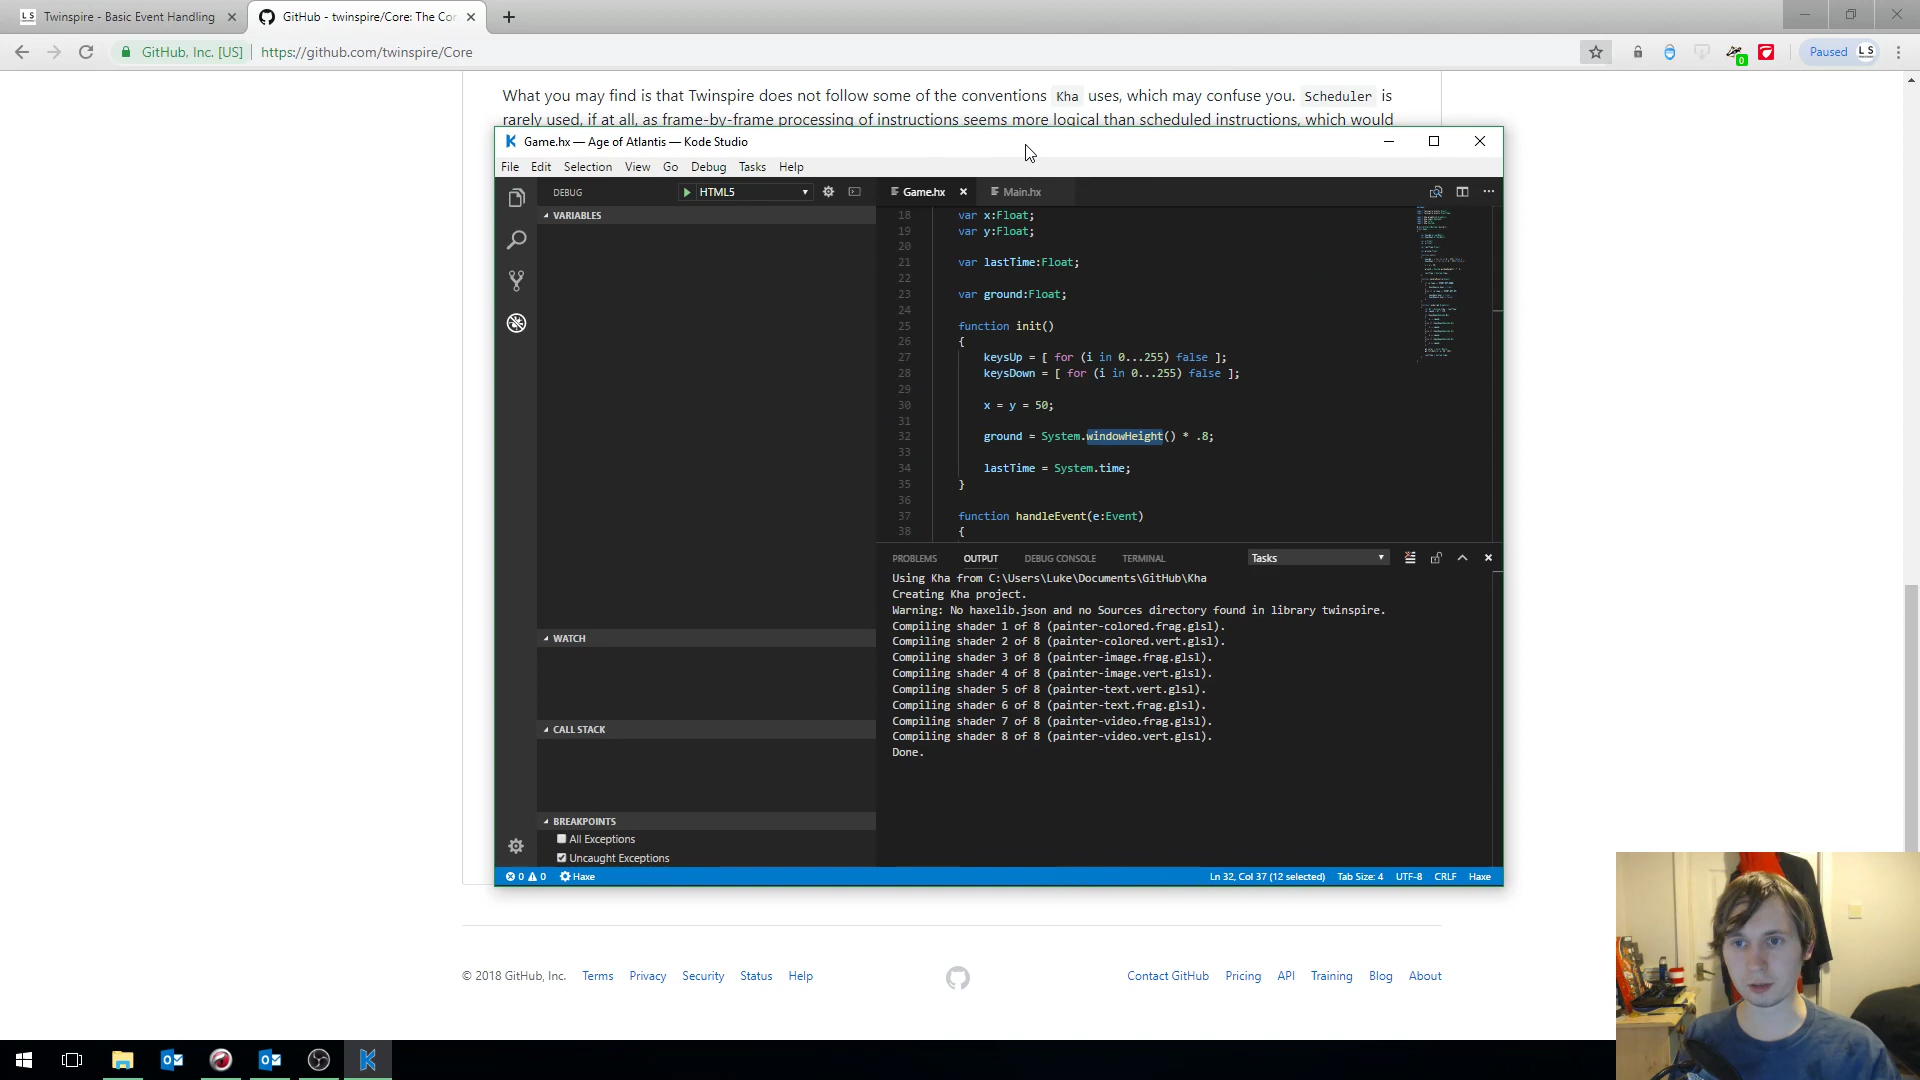 Twinspire - Basic Event Handling
GitHub - twinspire/Core: The Cor
GitHub, Inc. [US]
https://github.com/twinspire/Core
0
Paused
L S
What you may find is that Twinspire does not follow some of the conventions Kha uses, which may confuse you. Scheduler is
rarely used, if at all, as frame-by-frame processing of instructions seems more logical than scheduled instructions, which would
Game.hx — Age of Atlantis — Kode Studio
File Edit Selection View Go Debug Tasks Help
DEBUG
HTML5
Game.hx
Main.hx
VARIABLES
18 var x:Float;
19 var y:Float;
20
21 var lastTime:Float;
22
23 var ground:Float;
24
25 function init()
26 {
27 keysUp = [ for (i in 0...255) false ];
28 keysDown = [ for (i in 0...255) false ];
29
30 x = y = 50;
31
32 ground = System.windowHeight() * .8;
33
34 lastTime = System.time;
35 }
36
37 function handleEvent(e:Event)
38 {
PROBLEMS OUTPUT DEBUG CONSOLE TERMINAL
Tasks
Using Kha from C:\Users\Luke\Documents\GitHub\Kha
Creating Kha project.
Warning: No haxelib.json and no Sources directory found in library twinspire.
Compiling shader 1 of 8 (painter-colored.frag.glsl).
Compiling shader 2 of 8 (painter-colored.vert.glsl).
Compiling shader 3 of 8 (painter-image.frag.glsl).
Compiling shader 4 of 8 (painter-image.vert.glsl).
Compiling shader 5 of 8 (painter-text.vert.glsl).
Compiling shader 6 of 8 (painter-text.frag.glsl).
Compiling shader 7 of 8 (painter-video.frag.glsl).
Compiling shader 8 of 8 (painter-video.vert.glsl).
Done.
WATCH
CALL STACK
BREAKPOINTS
All Exceptions
Uncaught Exceptions
0 0 Haxe
Ln 32, Col 37 (12 selected) Tab Size: 4 UTF-8 CRLF Haxe
© 2018 GitHub, Inc. Terms Privacy Security Status Help
Contact GitHub Pricing API Training Blog About